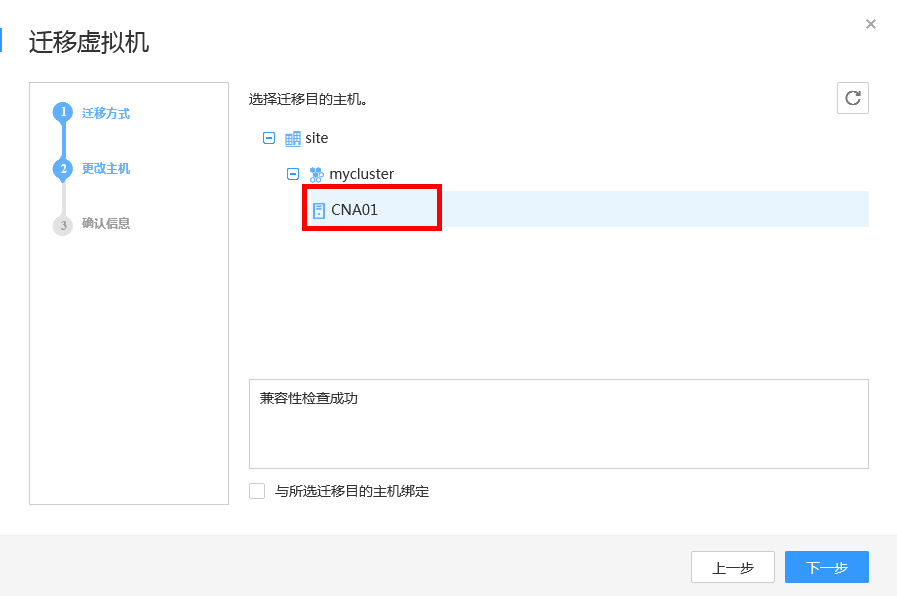 迁移虚拟机
1 迁移方式
2 更改主机
3 确认信息
选择迁移目的主机。
site
mycluster
CNA01
兼容性检查成功
与所选迁移目的主机绑定
上一步
下一步